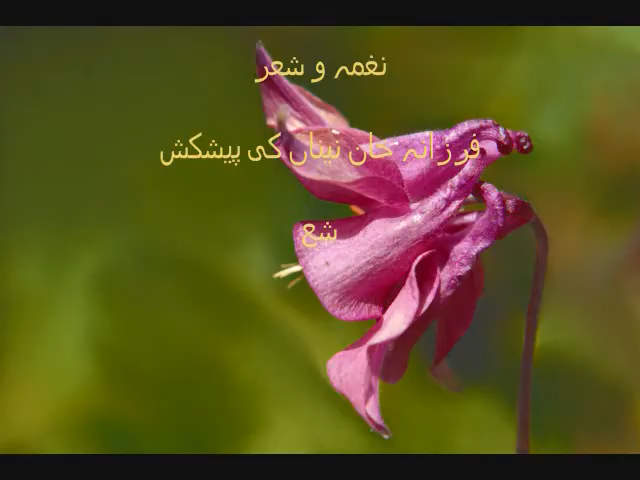 نغمہ و شعر
فرزانہ خان نیناں کی پیشکش
شع